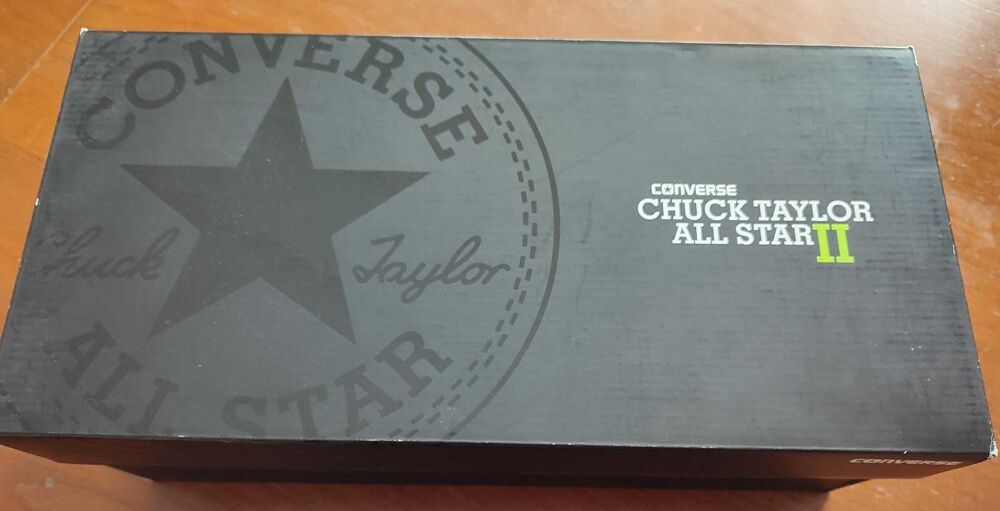 CONVERSE
Chuck Taylor
ALL STAR
CONVERSE
CHUCK TAYLOR
ALL STAR II
CONVERSE